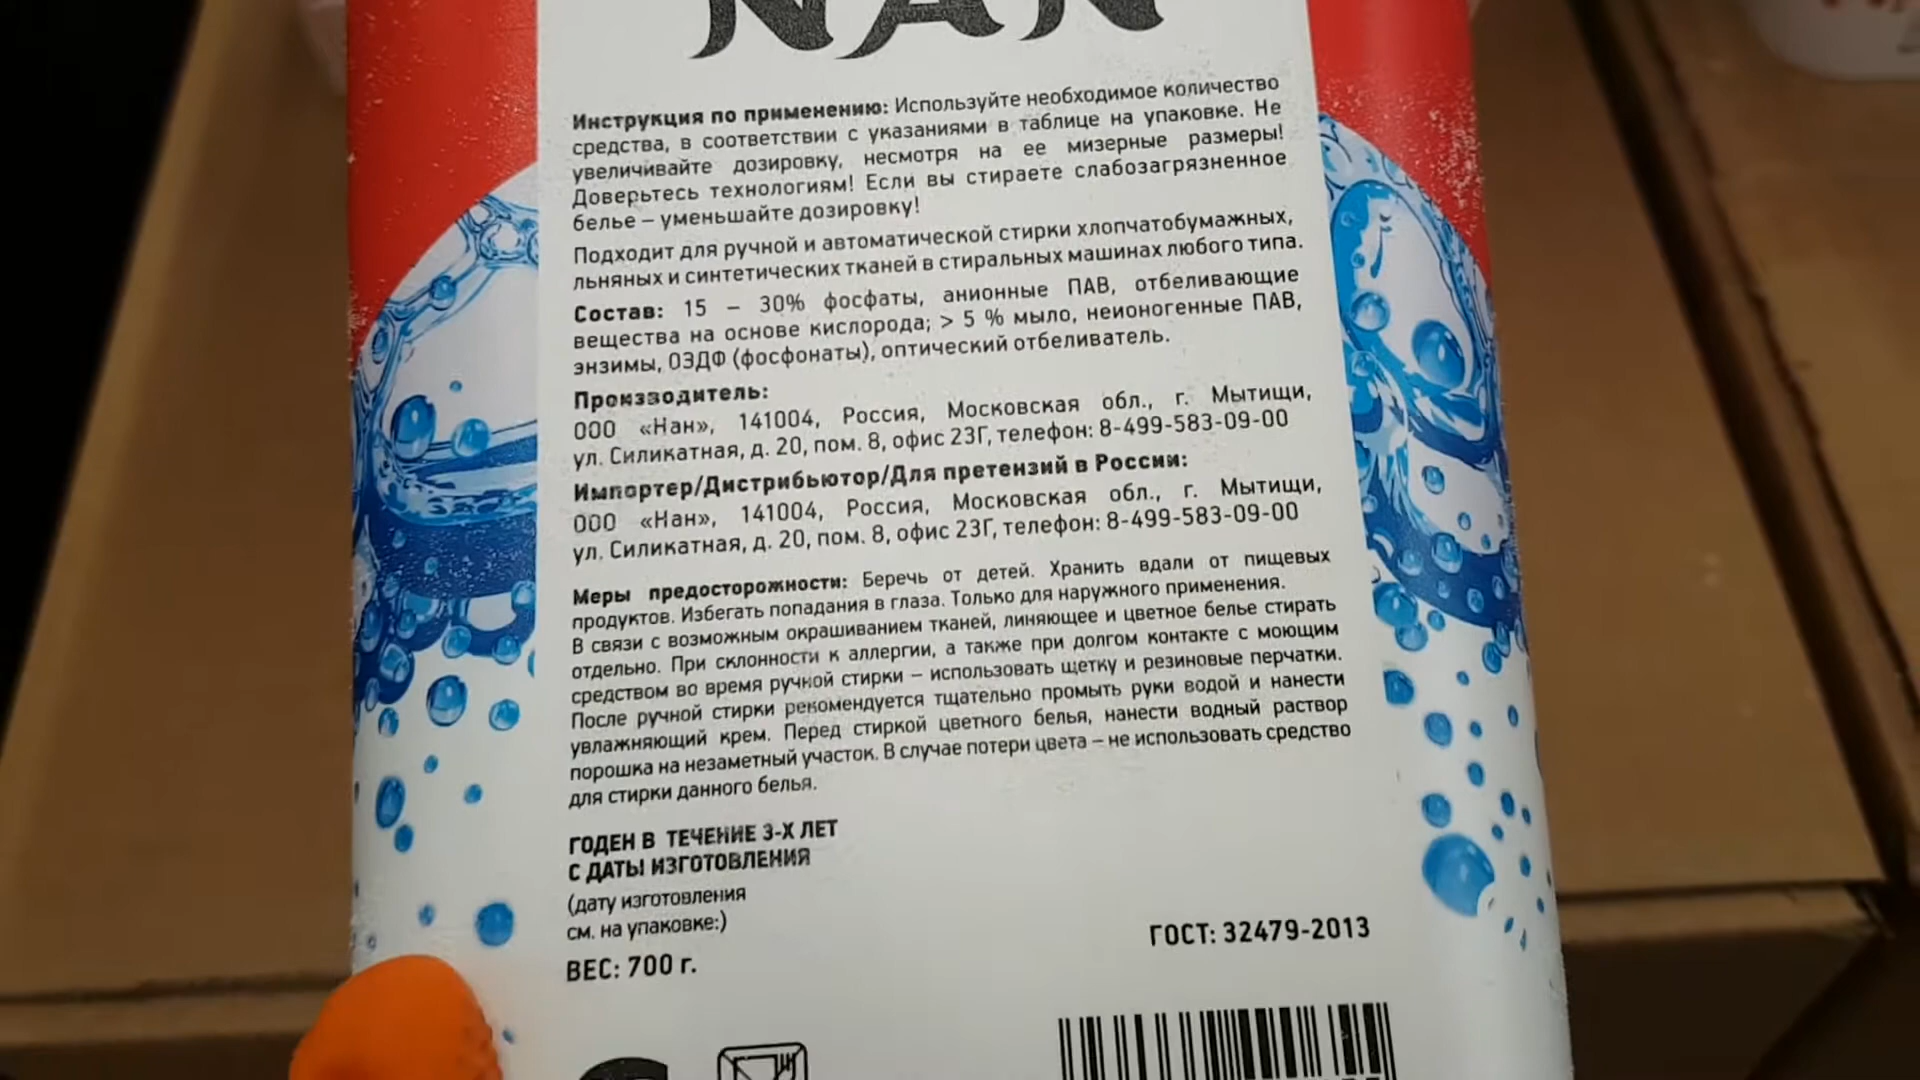 NAN
Инструкция по применению: Используйте необходимое количество
средства, в соответствии с указаниями в таблице на упаковке. Не
увеличивайте дозировку, несмотря на ее мизерные размеры!
Доверьтесь технологиям! Если вы стираете слабозагрязненное
белье – уменьшайте дозировку!
Подходит для ручной и автоматической стирки хлопчатобумажных,
льняных и синтетических тканей в стиральных машинах любого типа.
Состав: 15 – 30% фосфаты, анионные ПАВ, отбеливающие
вещества на основе кислорода; > 5 % мыло, неионогенные ПАВ,
энзимы, ОЗДФ (фосфонаты), оптический отбеливатель.
Производитель:
ООО «Нан», 141004, Россия, Московская обл., г. Мытищи,
ул. Силикатная, д. 20, пом. 8, офис 23Г, телефон: 8-499-583-09-00
Импортер/Дистрибьютор/Для претензий в России:
ООО «Нан», 141004, Россия, Московская обл., г. Мытищи,
ул. Силикатная, д. 20, пом. 8, офис 23Г, телефон: 8-499-583-09-00
Меры предосторожности: Беречь от детей. Хранить вдали от пищевых
продуктов. Избегать попадания в глаза. Только для наружного применения.
В связи с возможным окрашиванием тканей, линяющее и цветное белье стирать
отдельно. При склонности к аллергии, а также при долгом контакте с моющим
средством во время ручной стирки – использовать щетку и резиновые перчатки.
После ручной стирки рекомендуется тщательно промыть руки водой и нанести
увлажняющий крем. Перед стиркой цветного белья, нанести водный раствор
порошка на незаметный участок. В случае потери цвета – не использовать средство
для стирки данного белья.
ГОДЕН В ТЕЧЕНИЕ 3-Х ЛЕТ
С ДАТЫ ИЗГОТОВЛЕНИЯ
(дату изготовления
см. на упаковке:)
ВЕС: 700 г.
ГОСТ: 32479-2013